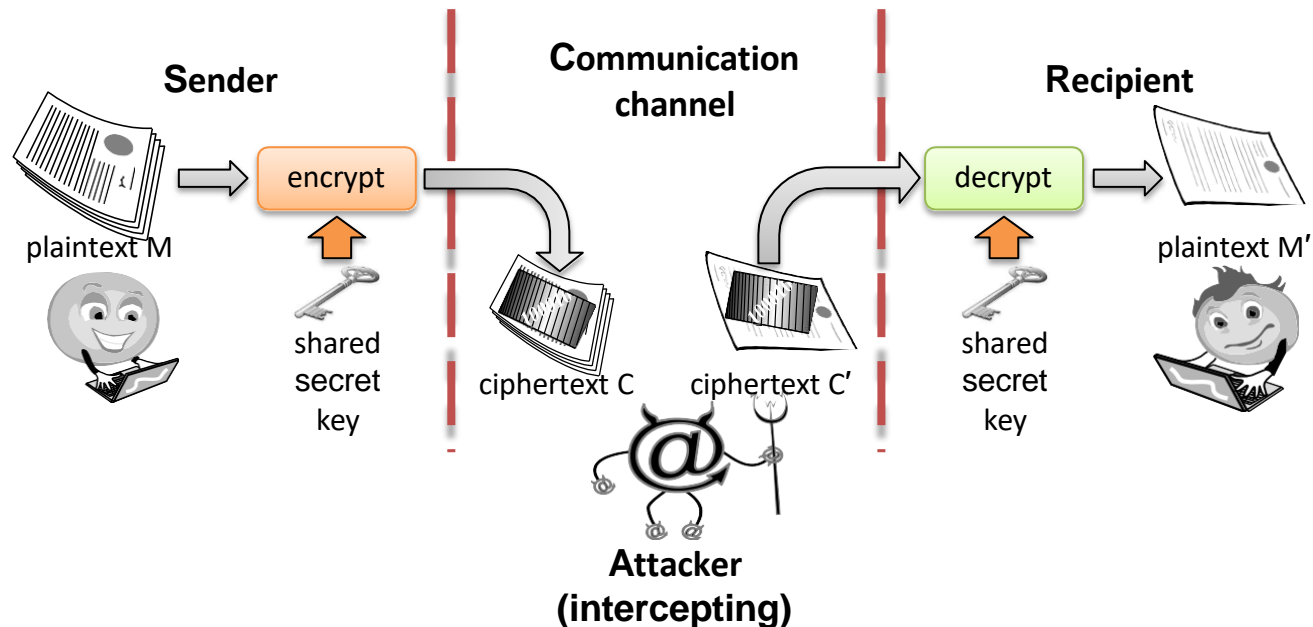 Sender
Communication
channel
Recipient
encrypt
decrypt
plaintext M
plaintext M′
shared
secret
key
ciphertext C
ciphertext C′
shared
secret
key
@
@
@
@
@
Attacker
(intercepting)